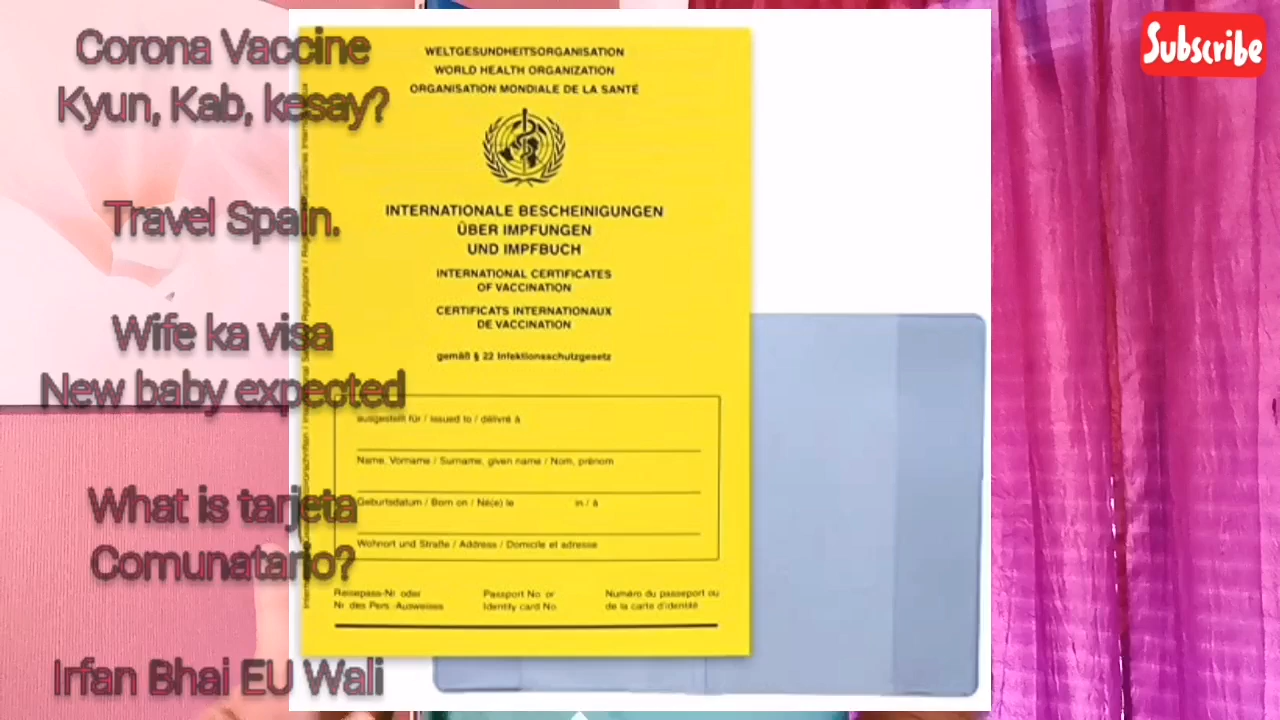 Corona Vaccine
Kyun, Kab, kesay?
Travel Spain.
Wife ka visa
New baby expected
What is tarjeta
Comunatario?
Irfan Bhai EU Wali
WELTGESUNDHEITSORGANISATION
WORLD HEALTH ORGANIZATION
ORGANISATION MONDIALE DE LA SANTÉ
INTERNATIONALE BESCHEINIGUNGEN
ÜBER IMPFUNGEN
UND IMPFBUCH
INTERNATIONAL CERTIFICATES
OF VACCINATION
CERTIFICATS INTERNATIONAUX
DE VACCINATION
gemäß § 22 Infektionsschutzgesetz
ausgestellt für / issued to / délivré à
Name, Vorname / Surname, given name / Nom, prénom
Geburtsdatum / Born on / Né(e) le in / à
Wohnort und Straße / Address / Domicile et adresse
Reisepass-Nr. oder
Nr. des Pers.-Ausweises
Passport No. or
Identity card No.
Numéro du passeport ou
de la carte d'identité
Subscribe